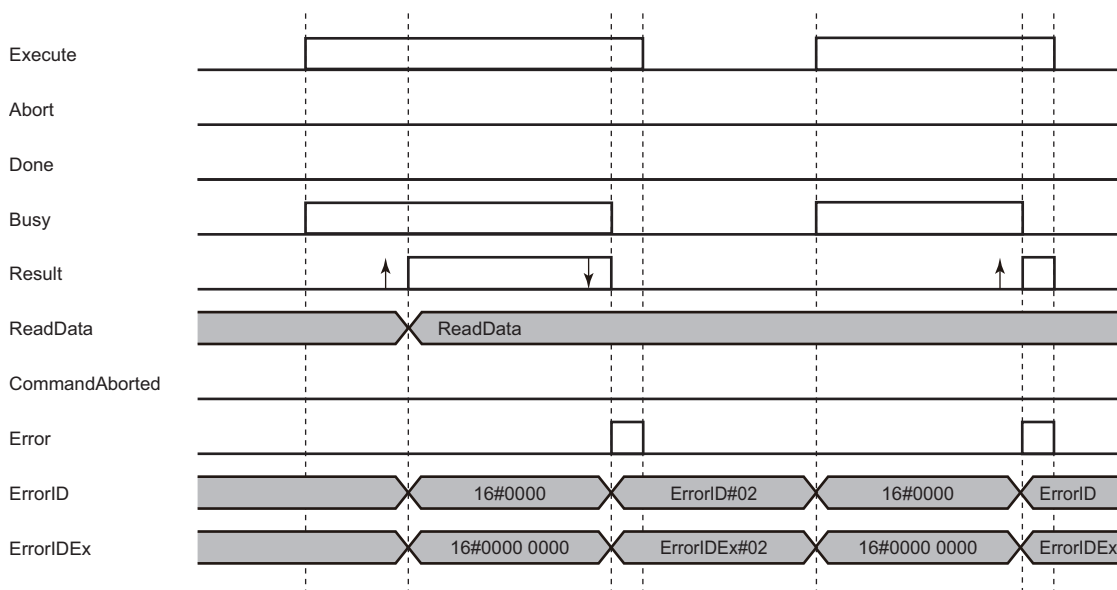 Execute
Abort
Done
Busy
Result
ReadData ReadData
CommandAborted
Error
ErrorID 16#0000 ErrorID#02 16#0000 ErrorID
ErrorIDEx 16#0000 0000 ErrorIDEx#02 16#0000 0000 ErrorIDEx